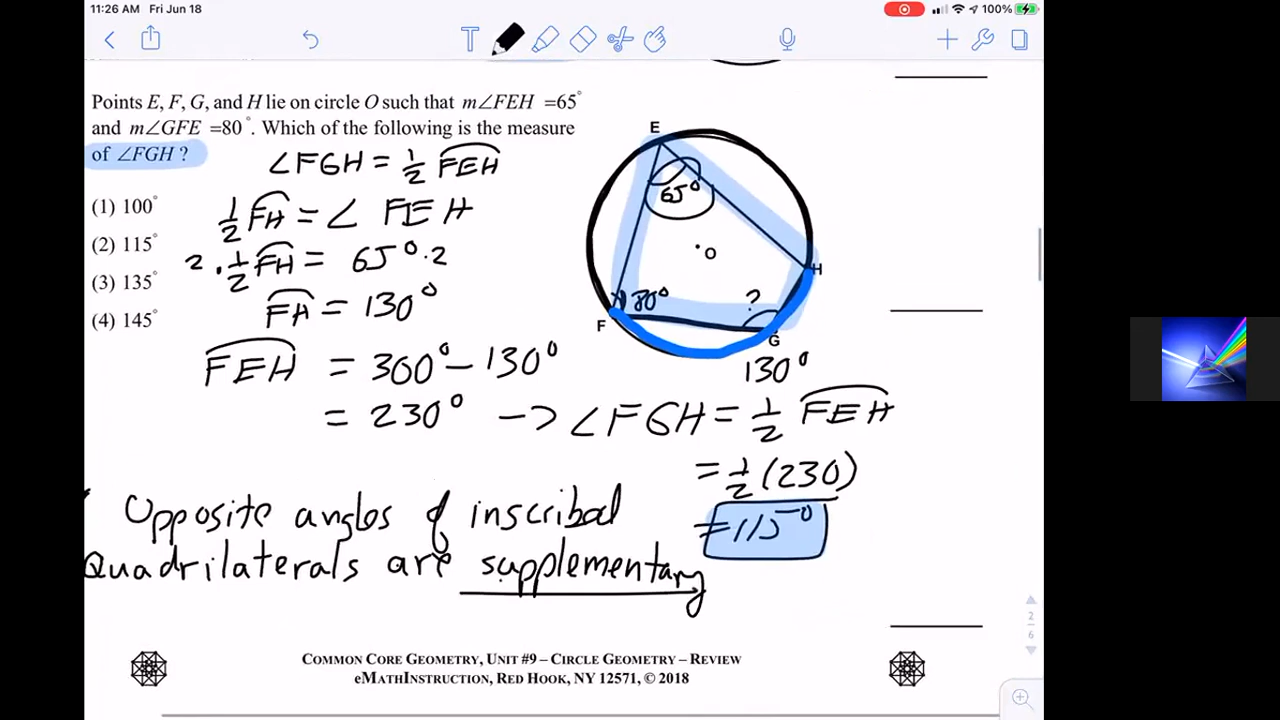 11:26 AM Fri Jun 18
100%
T
Points E, F, G, and H lie on circle O such that m∠FEH =65°
and m∠GFE =80°. Which of the following is the measure
of ∠FGH ?
∠FGH = 1/2 FEH
(1) 100°
1/2 FH = ∠ FEH
(2) 115°
2 · 1/2 FH = 65° · 2
(3) 135°
FH = 130°
(4) 145°
E
65°
O
H
80°
?
F
G
130°
FEH = 300° – 130°
= 230° -> ∠FGH = 1/2 FEH
= 1/2 (230)
= 115°
Opposite angles of inscribal
Quadrilaterals are supplementary
COMMON CORE GEOMETRY, UNIT #9 – CIRCLE GEOMETRY – REVIEW
eMATHINSTRUCTION, RED HOOK, NY 12571, © 2018
2
6